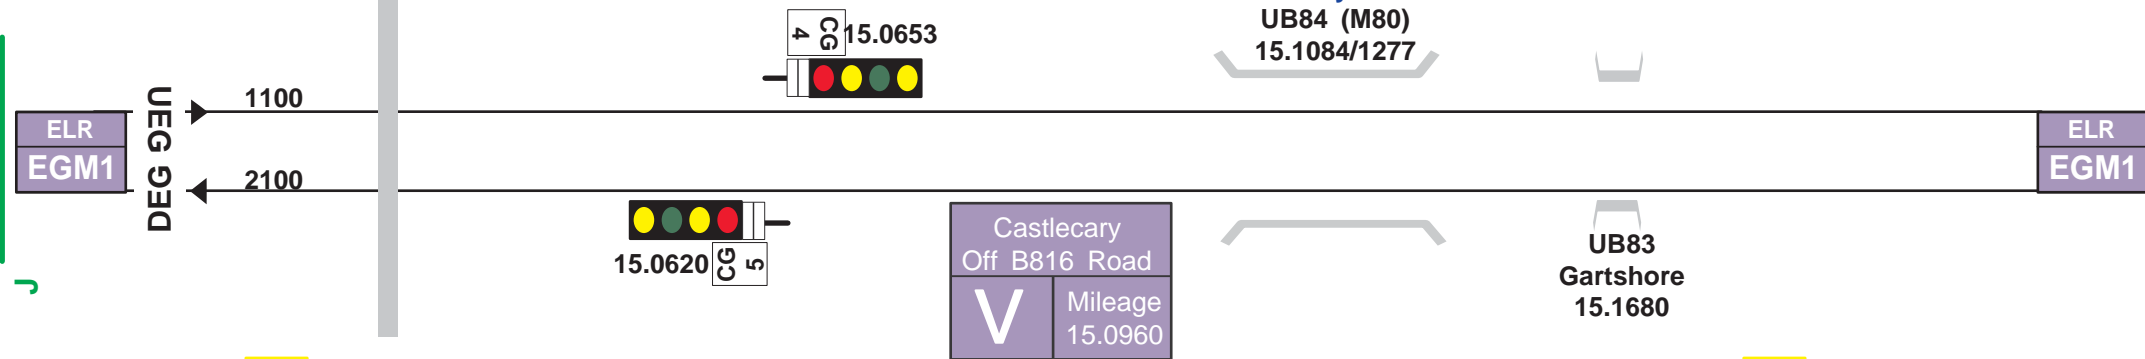 CG
4
15.0653
UB84 (M80)
15.1084/1277
ELR
EGM1
UEG
1100
DEG
2100
ELR
EGM1
15.0620
CG
5
Castlecary
Off B816 Road
V
Mileage
15.0960
UB83
Gartshore
15.1680
J